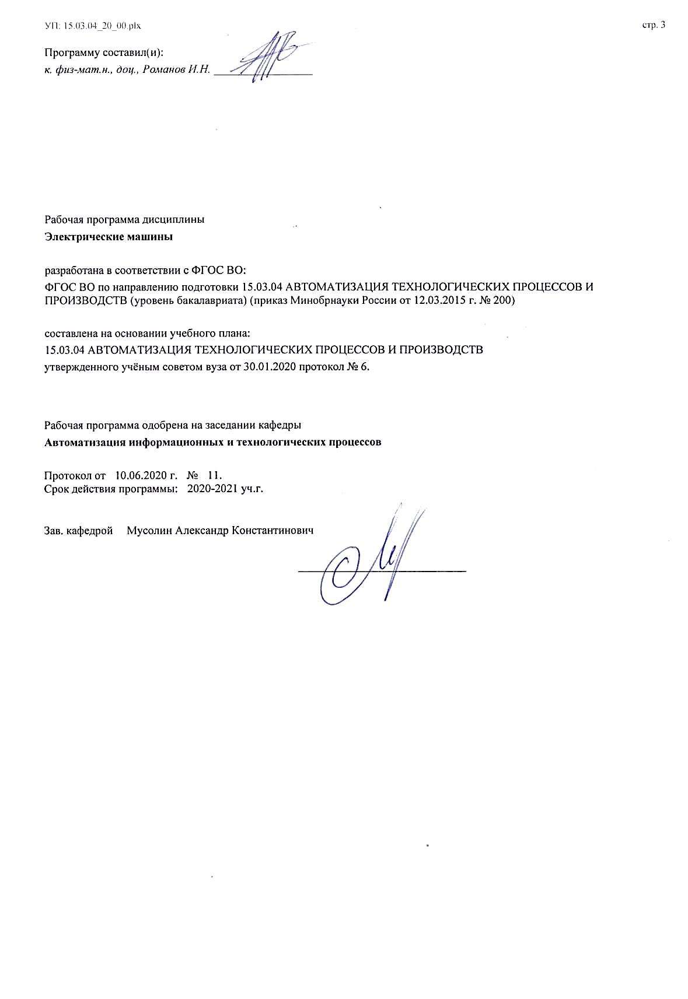 УП: 15.03.04_20_00.plx
стр. 3
Программу составил(и):
к. физ-мат.н., доц., Романов И.Н. _________________
Рабочая программа дисциплины
Электрические машины
разработана в соответствии с ФГОС ВО:
ФГОС ВО по направлению подготовки 15.03.04 АВТОМАТИЗАЦИЯ ТЕХНОЛОГИЧЕСКИХ ПРОЦЕССОВ И
ПРОИЗВОДСТВ (уровень бакалавриата) (приказ Минобрнауки России от 12.03.2015 г. № 200)
составлена на основании учебного плана:
15.03.04 АВТОМАТИЗАЦИЯ ТЕХНОЛОГИЧЕСКИХ ПРОЦЕССОВ И ПРОИЗВОДСТВ
утвержденного учёным советом вуза от 30.01.2020 протокол № 6.
Рабочая программа одобрена на заседании кафедры
Автоматизация информационных и технологических процессов
Протокол от 10.06.2020 г. № 11.
Срок действия программы: 2020-2021 уч.г.
Зав. кафедрой Мусолин Александр Константинович